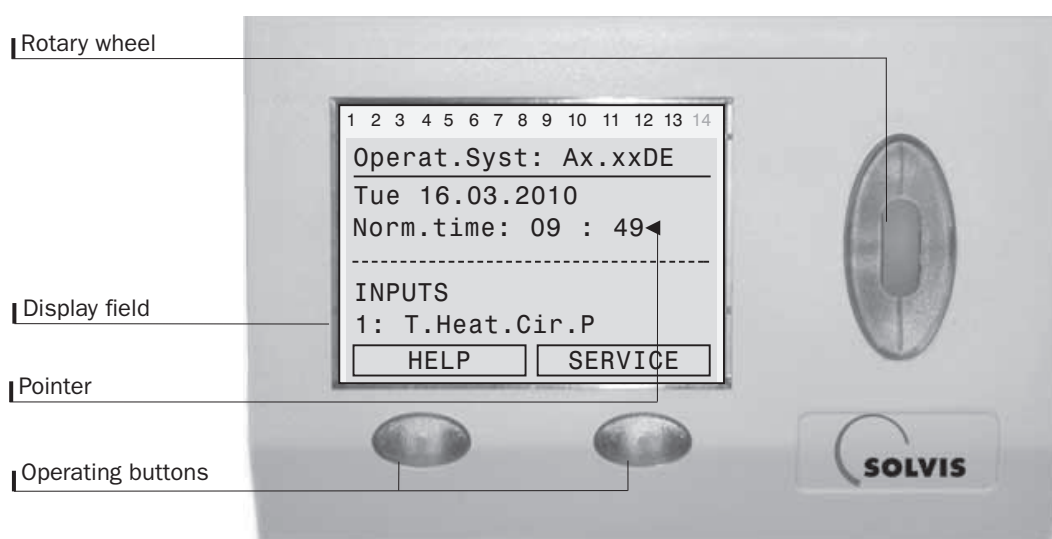 Rotary wheel
1 2 3 4 5 6 7 8 9 10 11 12 13 14
Operat.Syst: Ax.xxDE
Tue 16.03.2010
Norm.time: 09 : 49◄
INPUTS
Display field
1: T.Heat.Cir.P
HELP SERVICE
Pointer
Operating buttons
SOLVIS